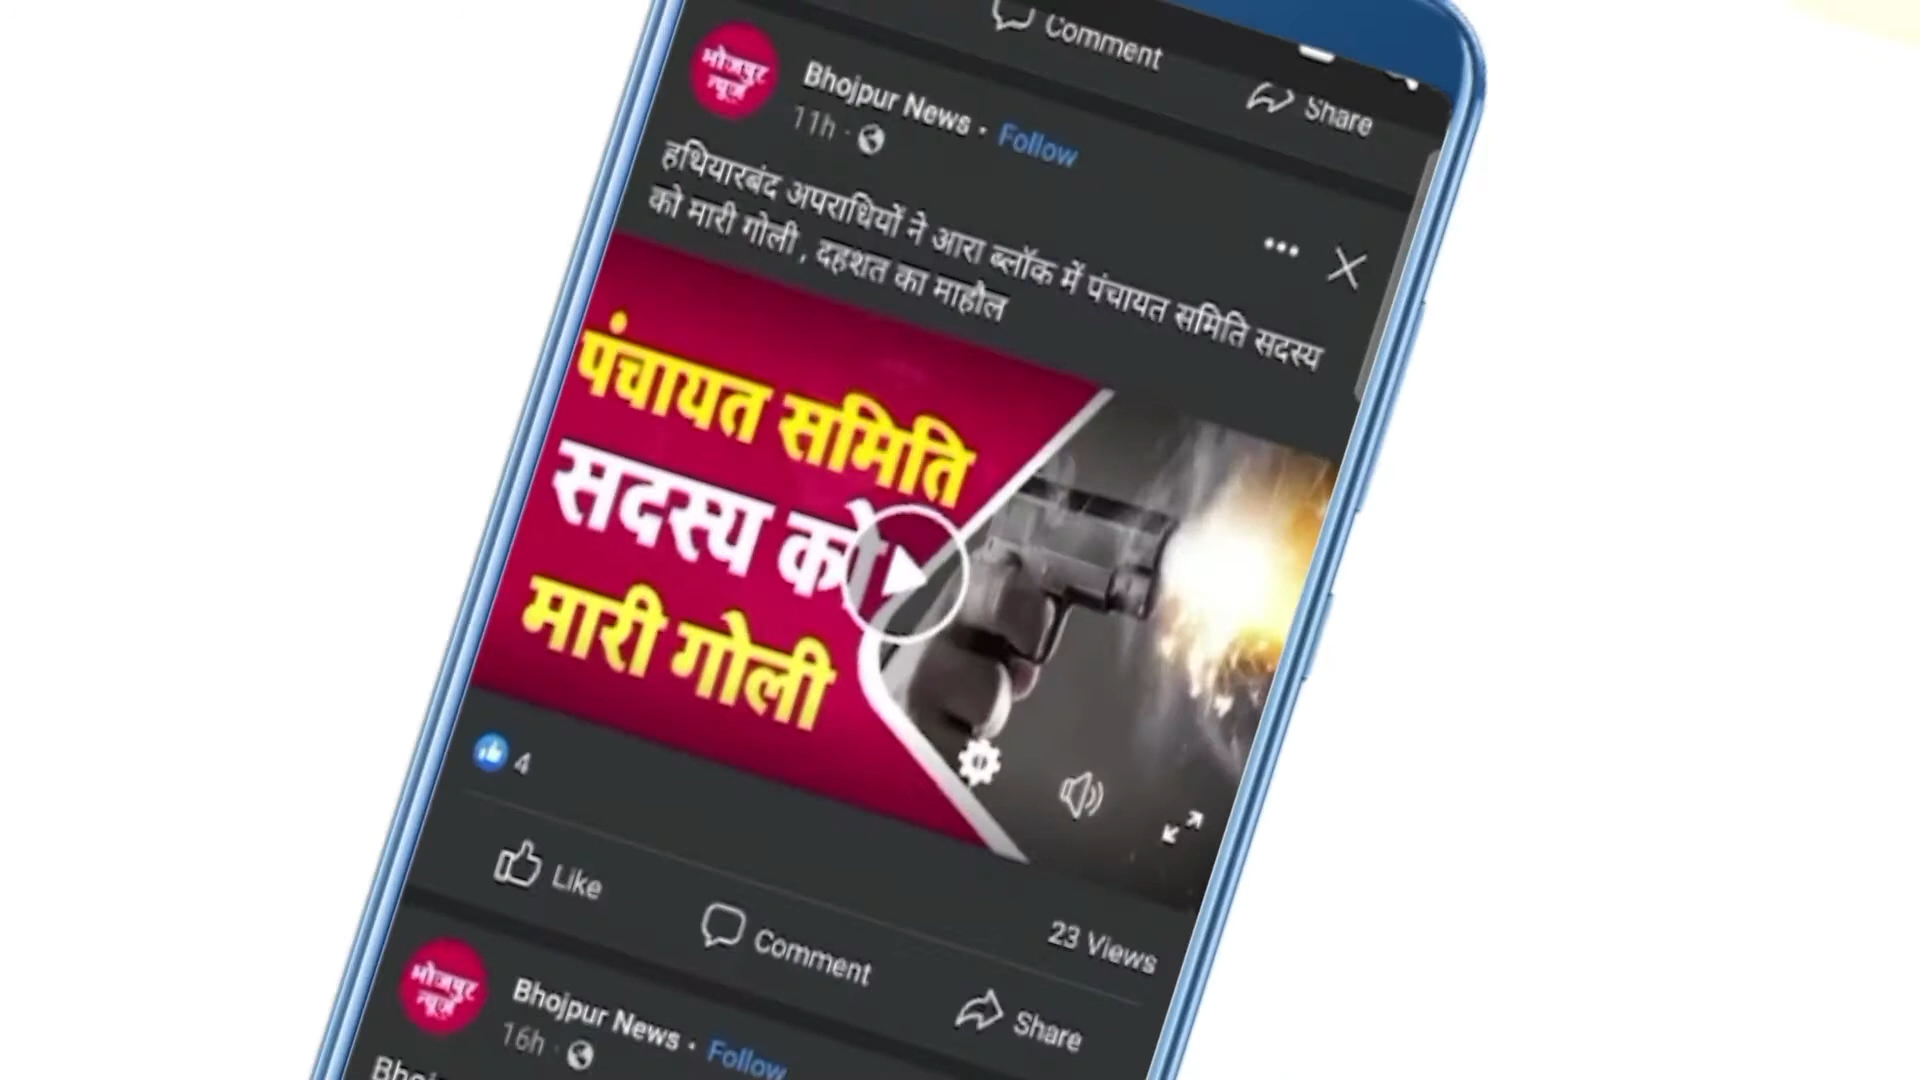 Comment
Share
भोजपुर
न्यूज़
Bhojpur News · Follow
11h ·
हथियारबंद अपराधियों ने आरा ब्लॉक में पंचायत समिति सदस्य
को मारी गोली , दहशत का माहौल
पंचायत समिति
सदस्य को
मारी गोली
4
23 Views
Like
Comment
Share
भोजपुर
न्यूज़
Bhojpur News · Follow
16h ·